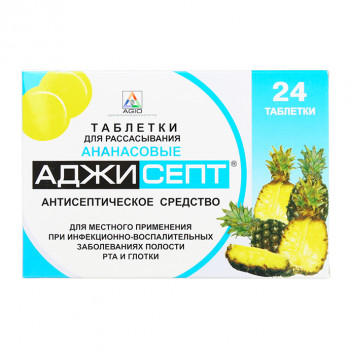 AGIO
24
ТАБЛЕТКИ
ТАБЛЕТКИ
ДЛЯ РАССАСЫВАНИЯ
АНАНАСОВЫЕ
АДЖИСЕПТ®
АНТИСЕПТИЧЕСКОЕ СРЕДСТВО
ДЛЯ МЕСТНОГО ПРИМЕНЕНИЯ
ПРИ ИНФЕКЦИОННО-ВОСПАЛИТЕЛЬНЫХ
ЗАБОЛЕВАНИЯХ ПОЛОСТИ
РТА И ГЛОТКИ